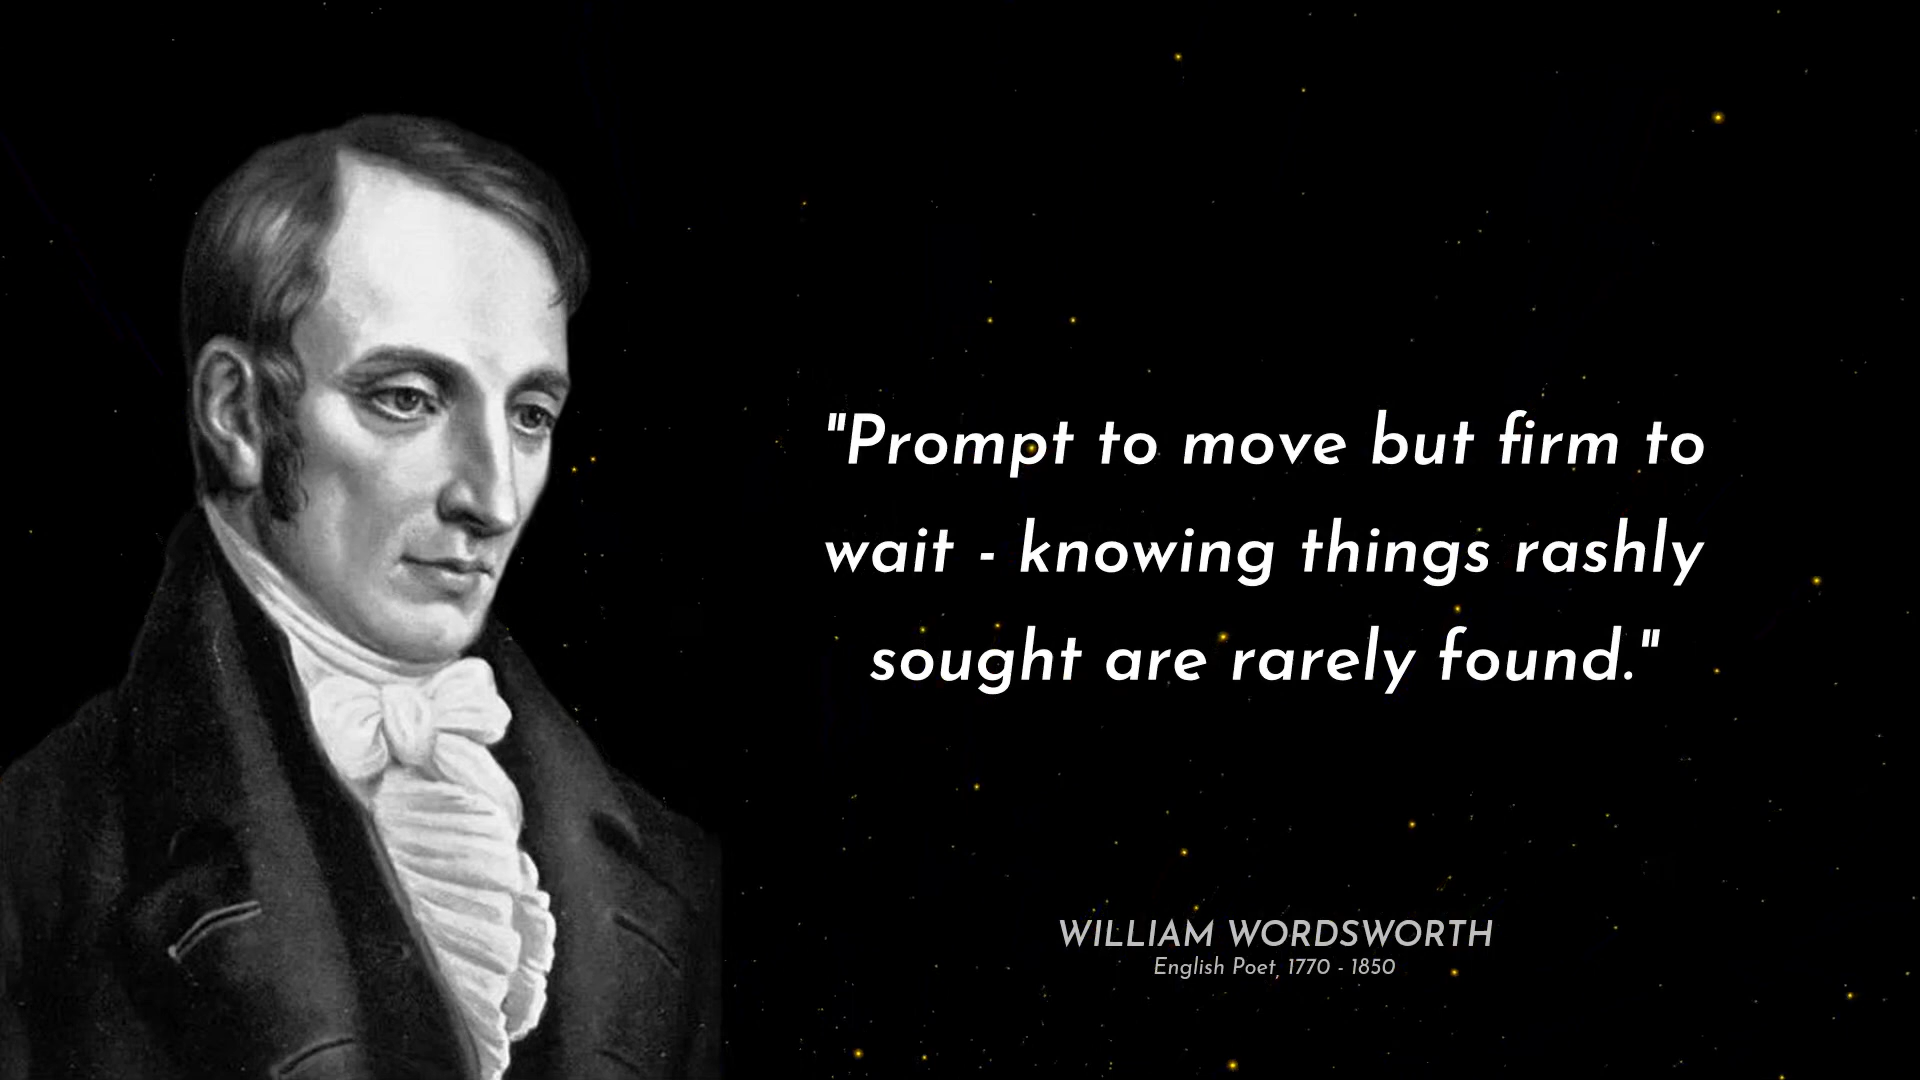 "Prompt to move but firm to
wait - knowing things rashly
sought are rarely found."
WILLIAM WORDSWORTH
English Poet, 1770 - 1850